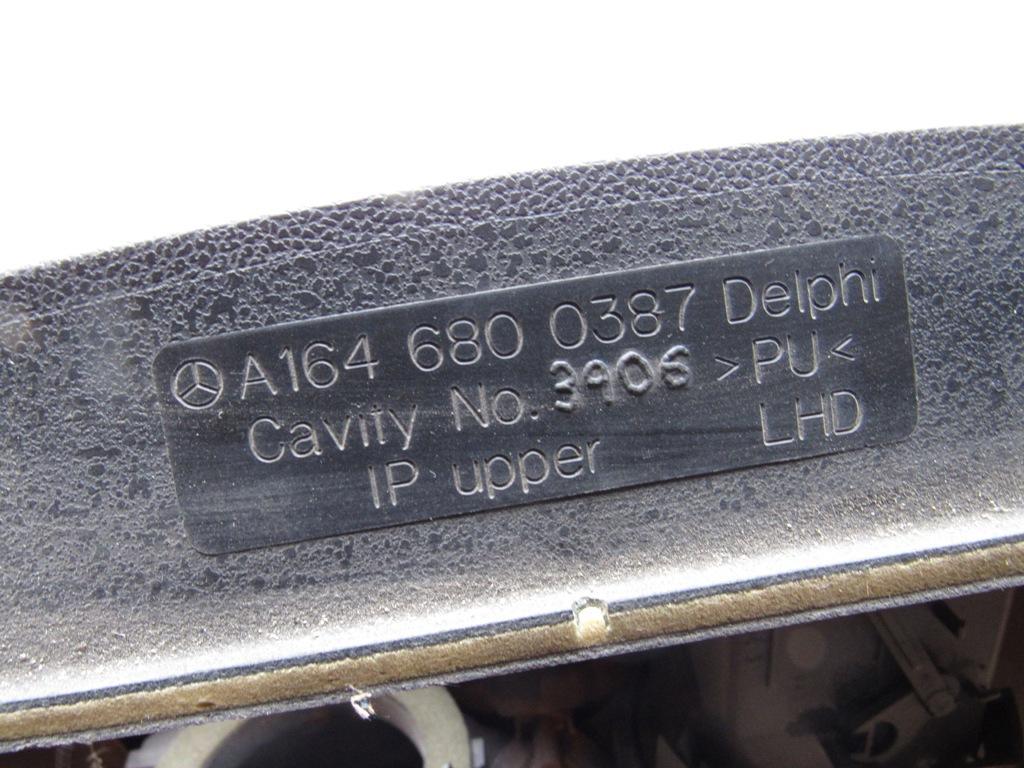 A164 680 0387 Delphi
Cavity No. 3906 >PU<
IP upper LHD